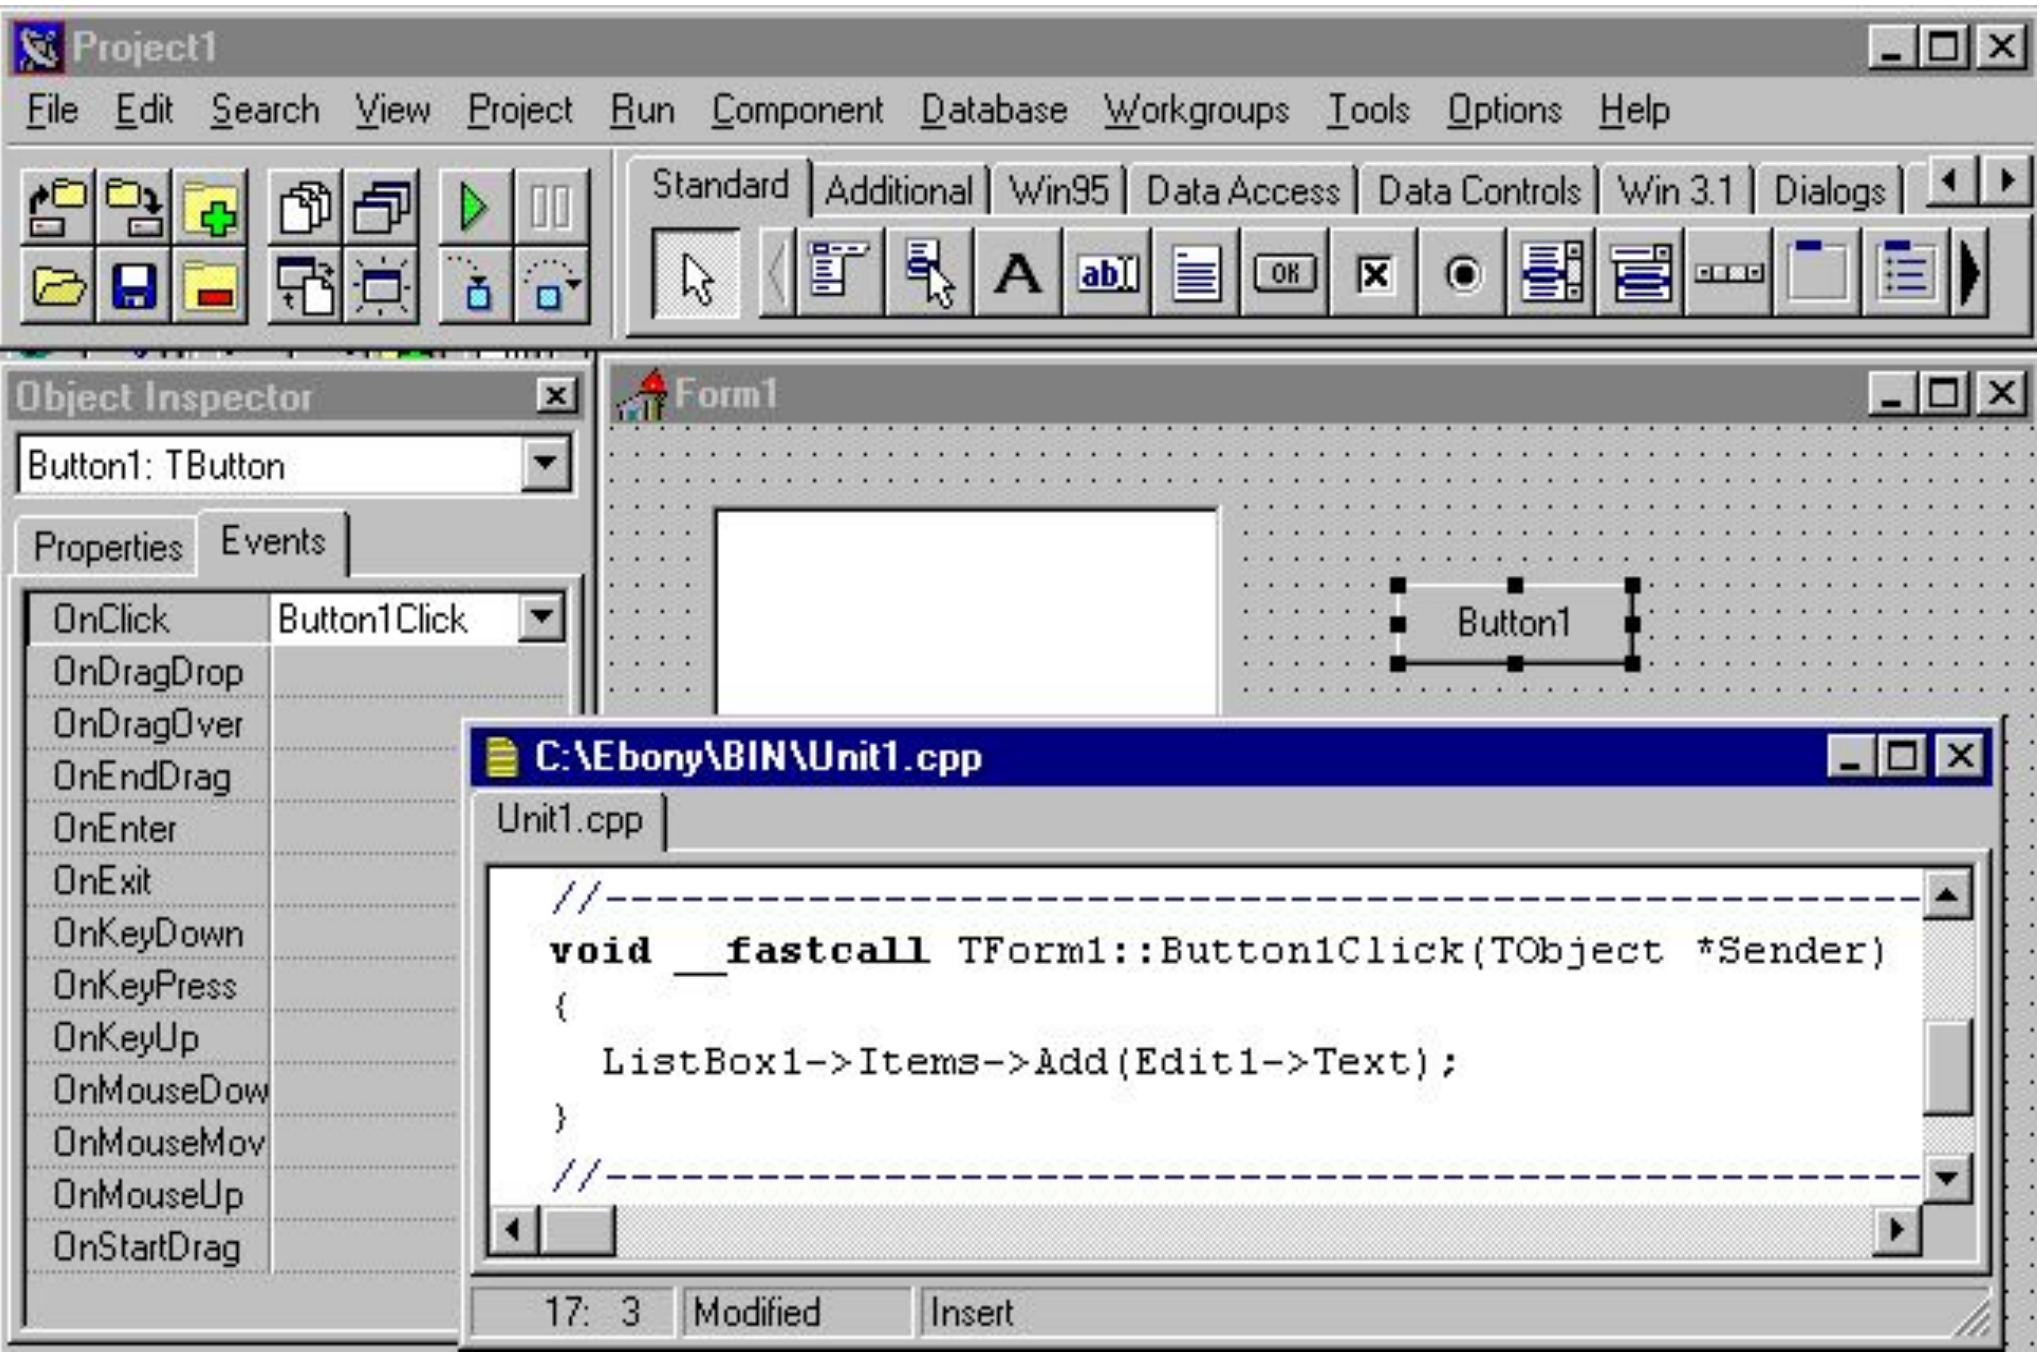 Project1
File Edit Search View Project Run Component Database Workgroups Tools Options Help
Standard Additional Win95 Data Access Data Controls Win 3.1 Dialogs
A ab OK
Object Inspector
Button1: TButton
Properties Events
OnClick Button1Click
OnDragDrop
OnDragOver
OnEndDrag
OnEnter
OnExit
OnKeyDown
OnKeyPress
OnKeyUp
OnMouseDow
OnMouseMov
OnMouseUp
OnStartDrag
Form1
Button1
C:\Ebony\BIN\Unit1.cpp
Unit1.cpp
//------------------------------------------------
void __fastcall TForm1::Button1Click(TObject *Sender)
{
ListBox1->Items->Add(Edit1->Text);
}
//------------------------------------------------
17: 3 Modified Insert